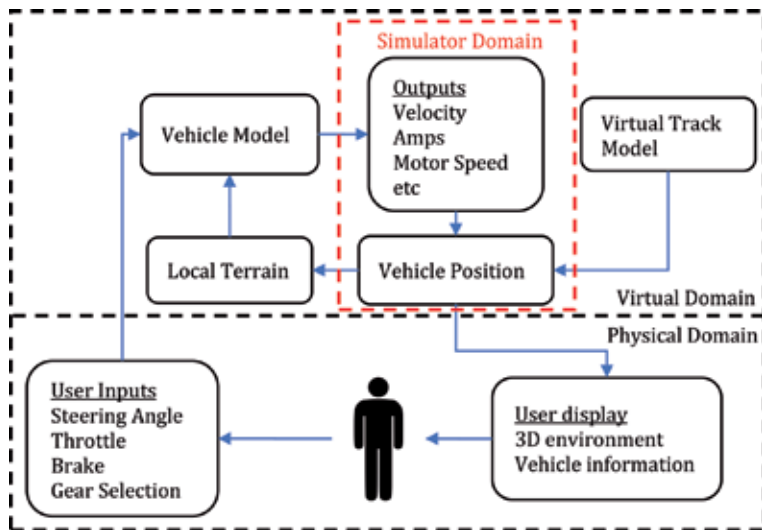 Simulator Domain
Outputs
Velocity
Amps
Motor Speed
etc
Vehicle Model
Virtual Track
Model
Local Terrain
Vehicle Position
Virtual Domain
Physical Domain
User Inputs
Steering Angle
Throttle
Brake
Gear Selection
User display
3D environment
Vehicle information